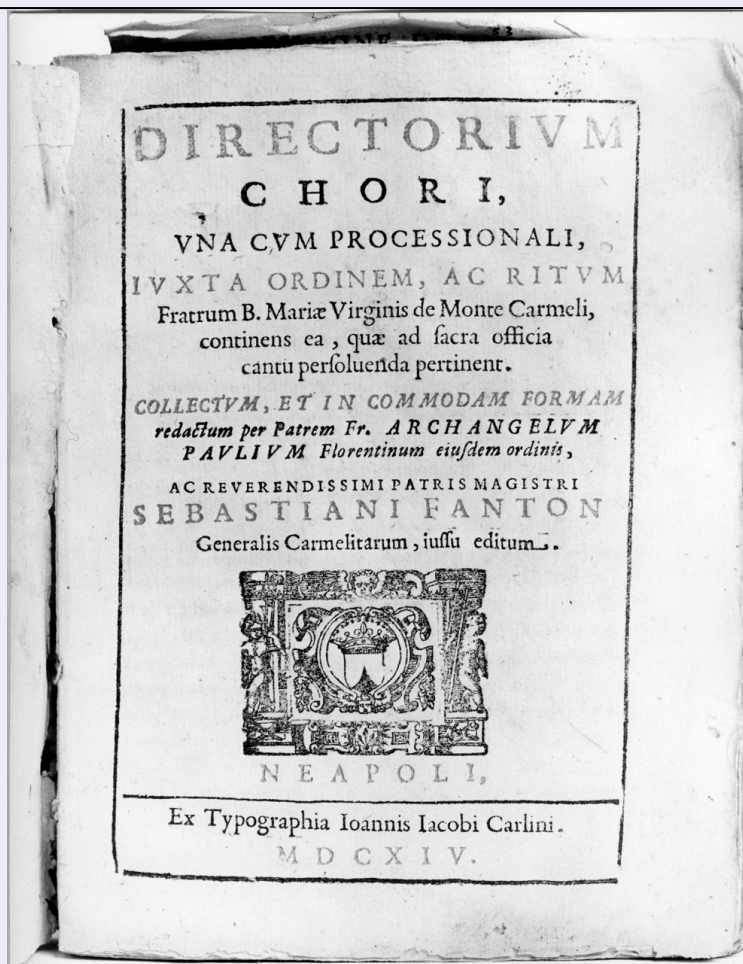 DIRECTORIVM
CHORI,
VNA CVM PROCESSIONALI,
IVXTA ORDINEM, AC RITVM
Fratrum B. Mariæ Virginis de Monte Carmeli,
continens ea, quæ ad ſacra officia
cantu perſoluenda pertinent.
COLLECTVM, ET IN COMMODAM FORMAM
redactum per Patrem Fr. ARCHANGELVM
PAVLIVM Florentinum eiuſdem ordinis,
AC REVERENDISSIMI PATRIS MAGISTRI
SEBASTIANI FANTON
Generalis Carmelitarum, iuſſu editum.
NEAPOLI,
Ex Typographia Ioannis Iacobi Carlini.
MDCXIV.